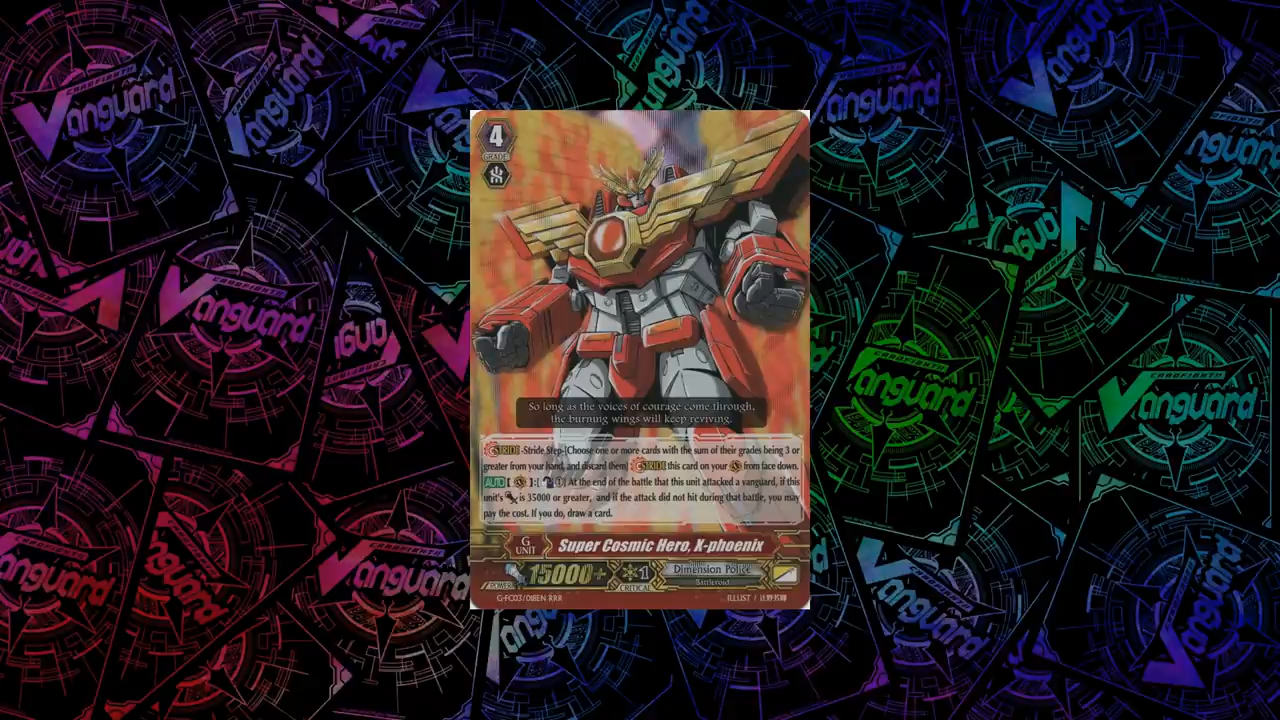 CARDFIGHT!! Vanguard
4
GRADE
So long as the voices of courage come through,
the burning wings will keep reviving.
STRIDE -Stride Step-[Choose one or more cards with the sum of their grades being 3 or
greater from your hand, and discard them] STRIDE this card on your from face down.
AUTO [ ]:[ ] At the end of the battle that this unit attacked a vanguard, if this
unit's is 35000 or greater, and if the attack did not hit during that battle, you may
pay the cost. If you do, draw a card.
G UNIT
Super Cosmic Hero, X-phoenix
POWER 15000+
1 CRITICAL
Dimension Police
Battleroid
G-FC03/018EN RRR
ILLUST /